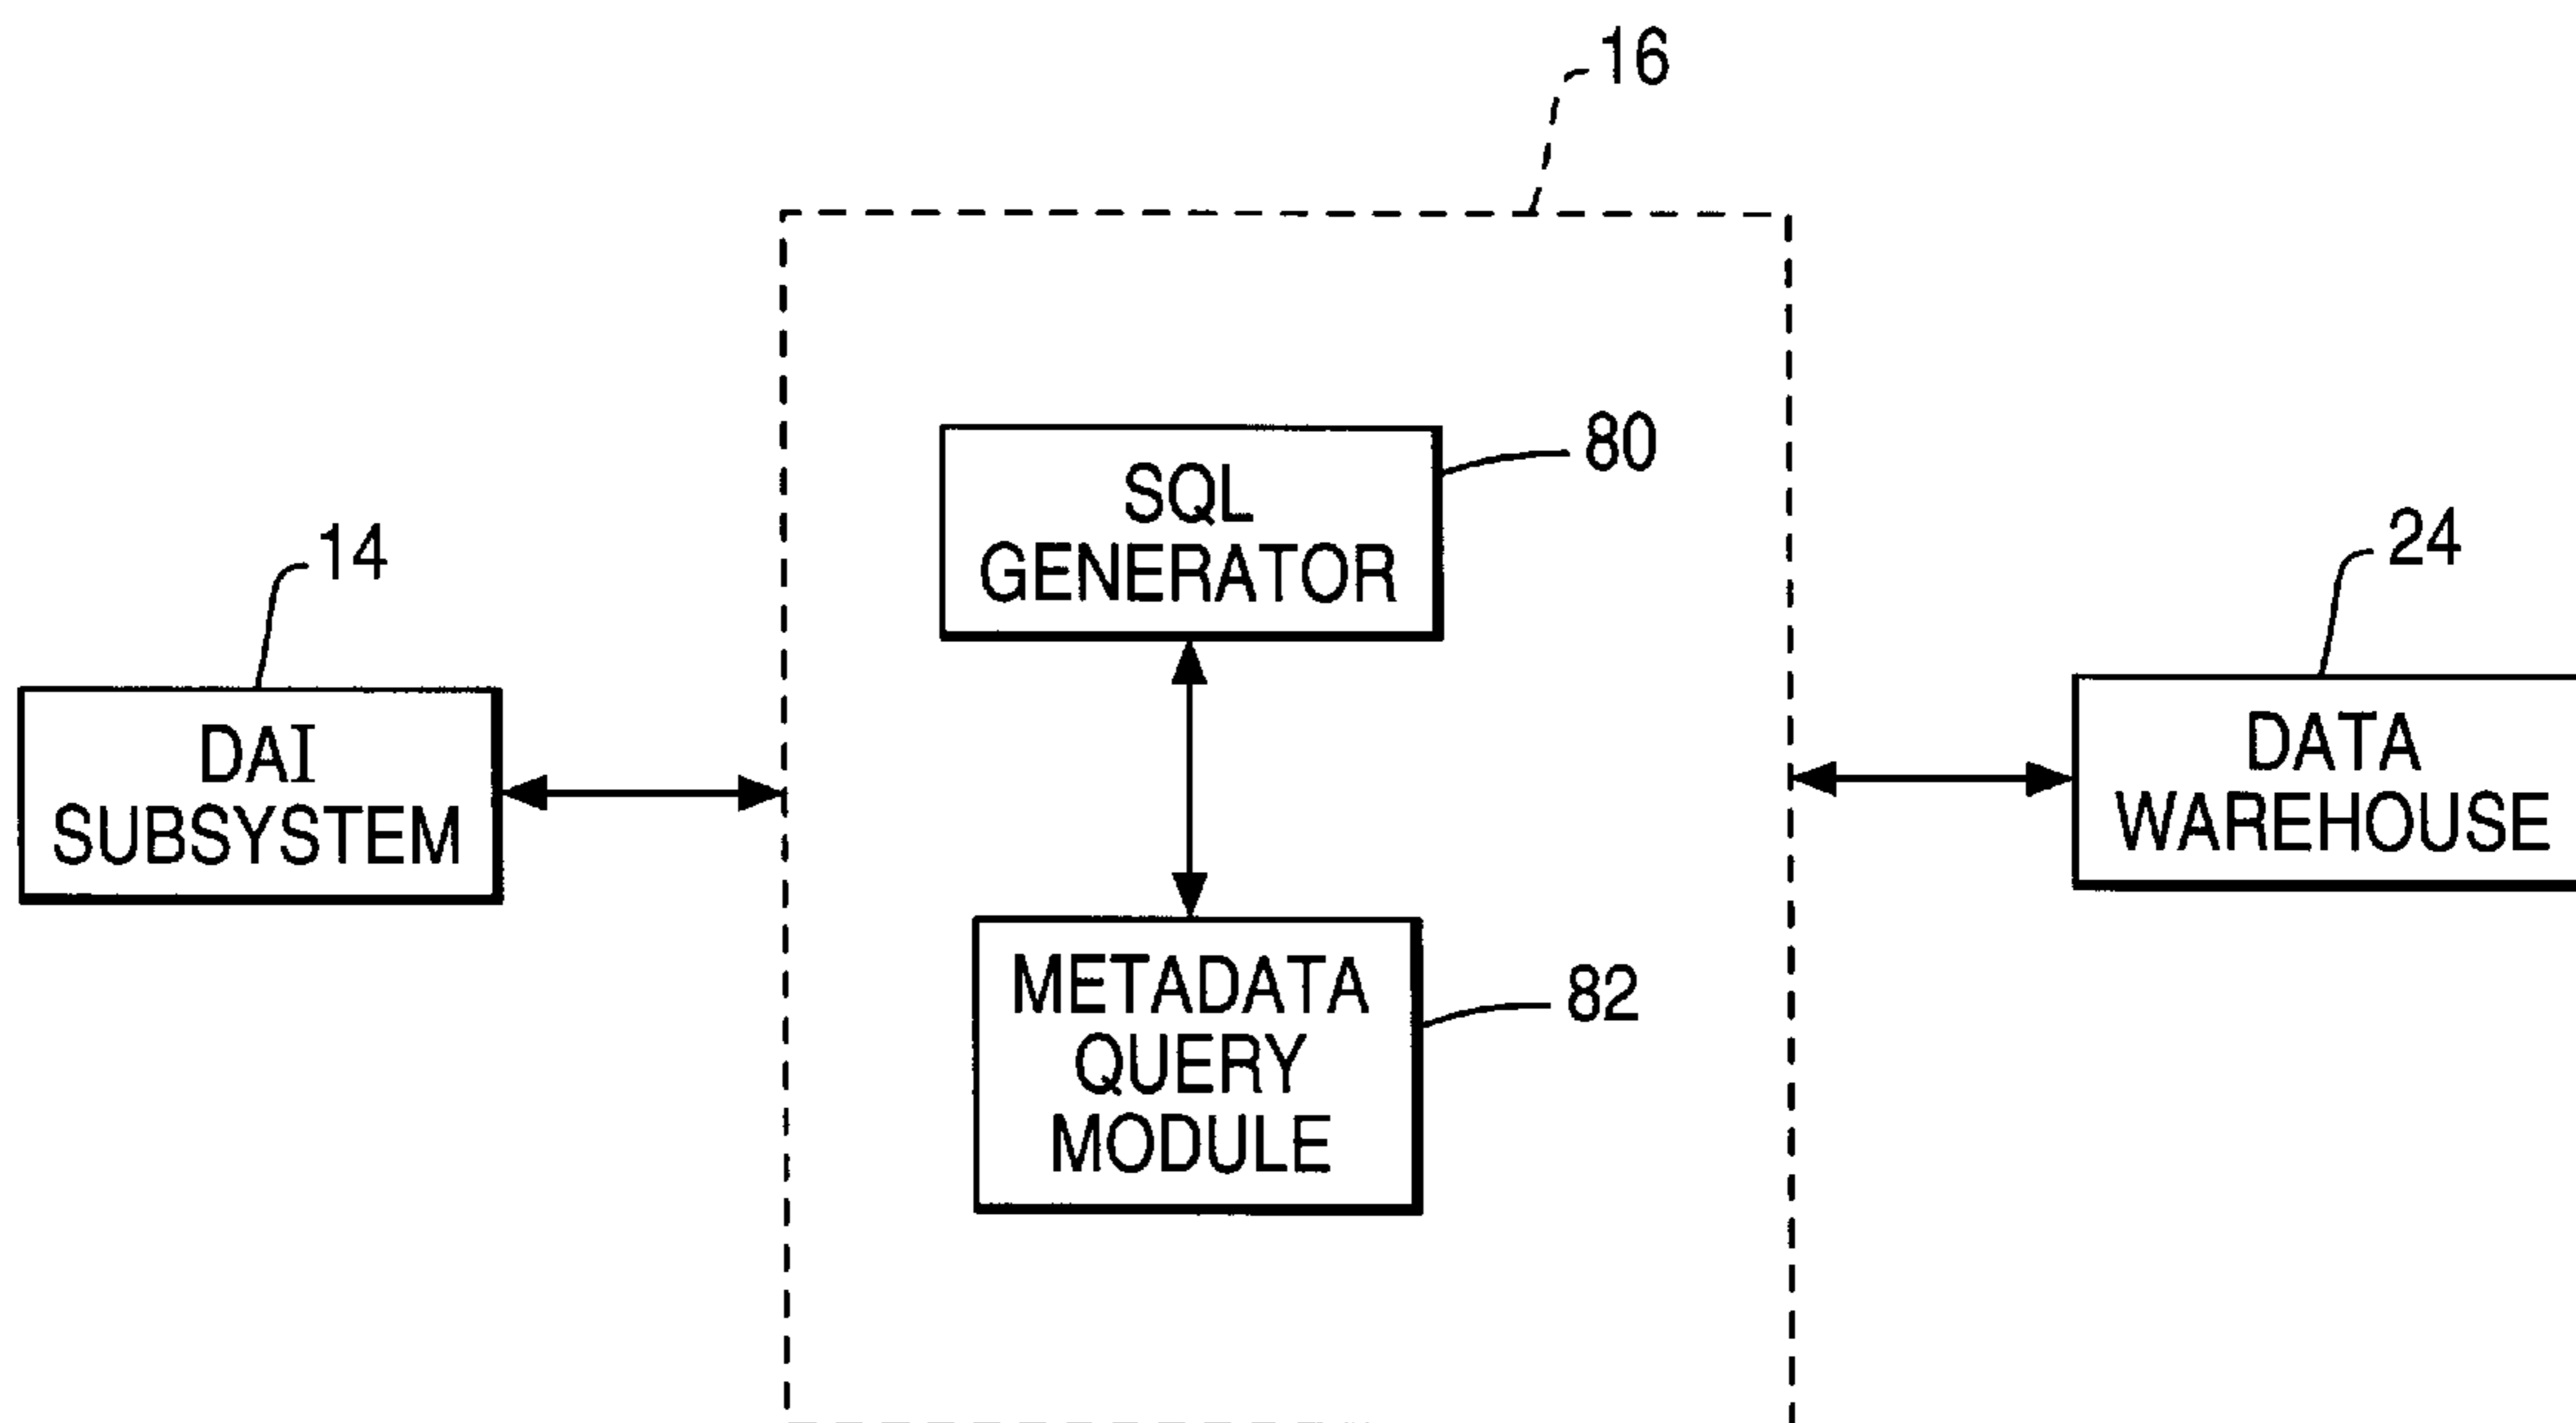 16
80
SQL
GENERATOR
14
DAI
SUBSYSTEM
24
DATA
WAREHOUSE
82
METADATA
QUERY
MODULE